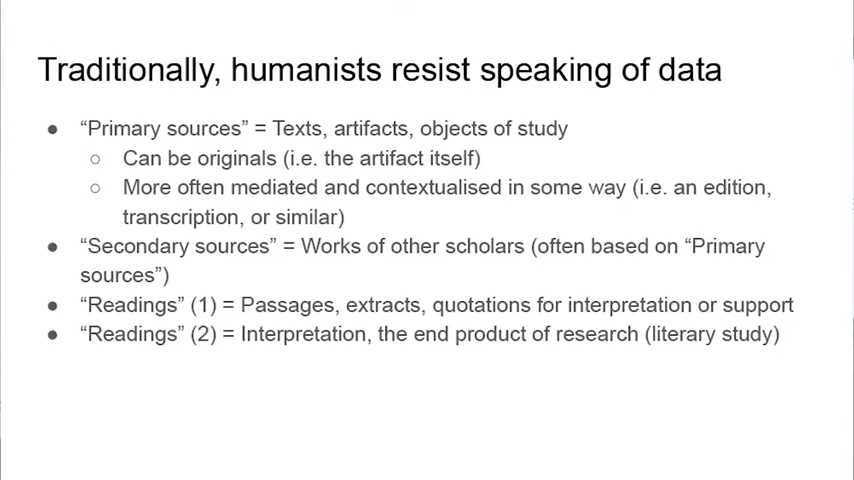 Traditionally, humanists resist speaking of data
● “Primary sources” = Texts, artifacts, objects of study
○ Can be originals (i.e. the artifact itself)
○ More often mediated and contextualised in some way (i.e. an edition,
transcription, or similar)
● “Secondary sources” = Works of other scholars (often based on “Primary
sources”)
● “Readings” (1) = Passages, extracts, quotations for interpretation or support
● “Readings” (2) = Interpretation, the end product of research (literary study)